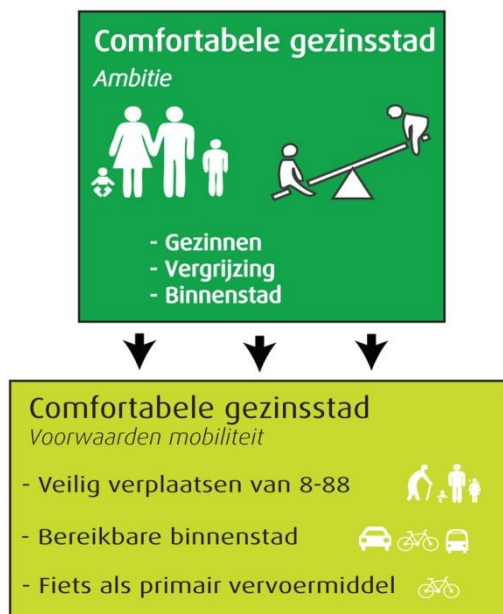 Comfortabele gezinsstad
Ambitie
- Gezinnen
- Vergrijzing
- Binnenstad
Comfortabele gezinsstad
Voorwaarden mobiliteit
- Veilig verplaatsen van 8-88
- Bereikbare binnenstad
- Fiets als primair vervoermiddel